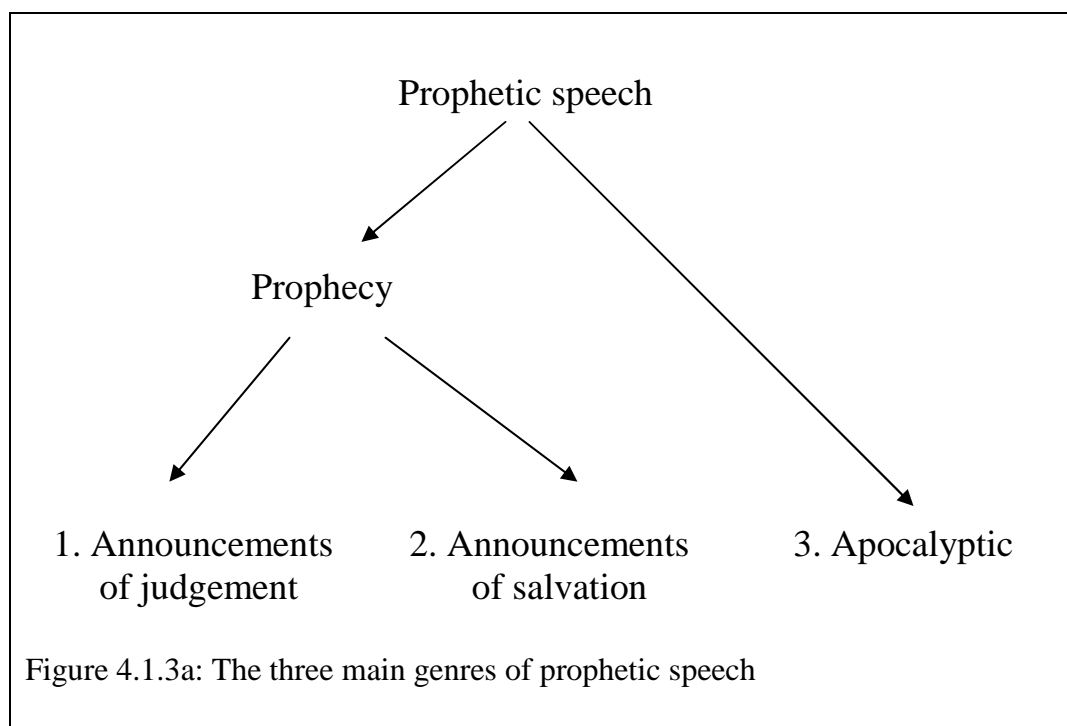 Prophetic speech
Prophecy
1. Announcements
of judgement
2. Announcements
of salvation
3. Apocalyptic
Figure 4.1.3a: The three main genres of prophetic speech